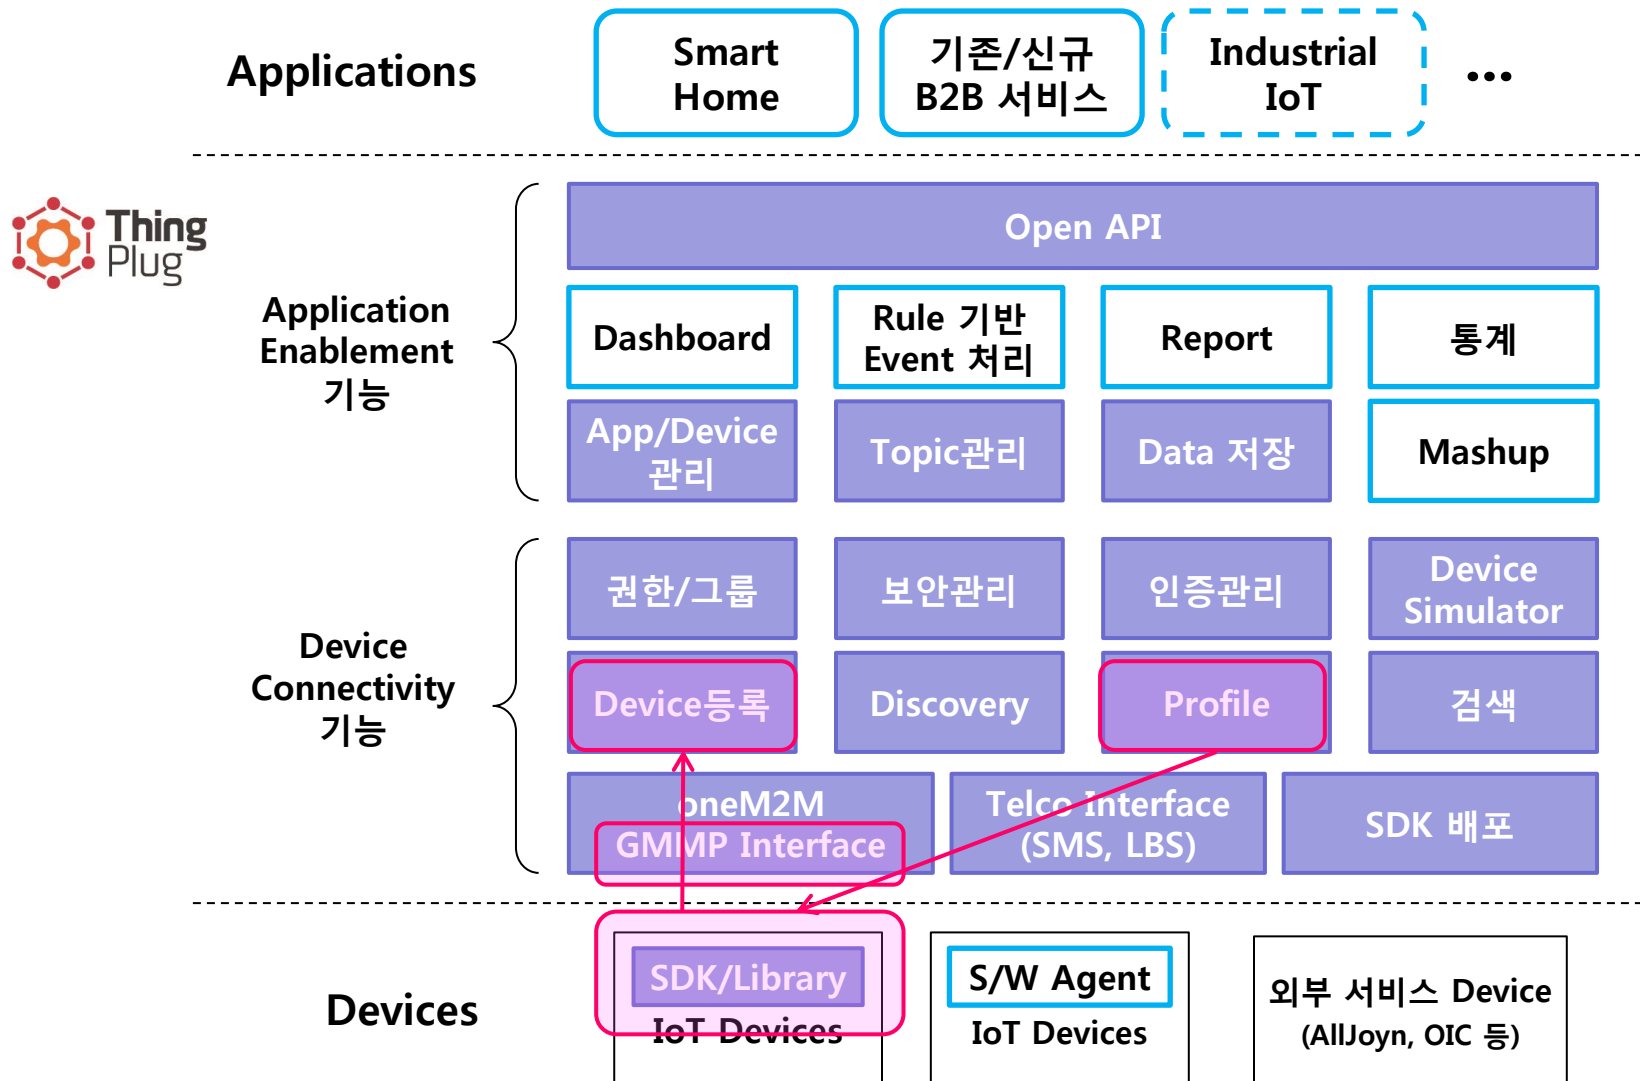 Applications
Smart
Home
기존/신규
B2B 서비스
Industrial
IoT
...
Thing
Plug
Application
Enablement
기능
Open API
Dashboard
Rule 기반
Event 처리
Report
통계
App/Device
관리
Topic관리
Data 저장
Mashup
Device
Connectivity
기능
권한/그룹
보안관리
인증관리
Device
Simulator
Device등록
Discovery
Profile
검색
oneM2M
GMMP Interface
Telco Interface
(SMS, LBS)
SDK 배포
Devices
SDK/Library
IoT Devices
S/W Agent
IoT Devices
외부 서비스 Device
(AllJoyn, OIC 등)